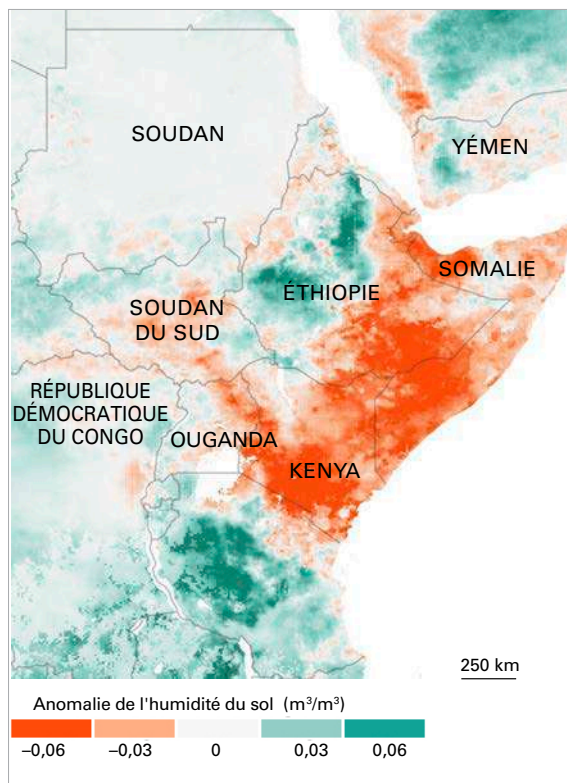 SOUDAN
YÉMEN
SOMALIE
ÉTHIOPIE
SOUDAN
DU SUD
RÉPUBLIQUE
DÉMOCRATIQUE
DU CONGO
OUGANDA
KENYA
250 km
Anomalie de l'humidité du sol (m³/m³)
–0,06 –0,03 0 0,03 0,06